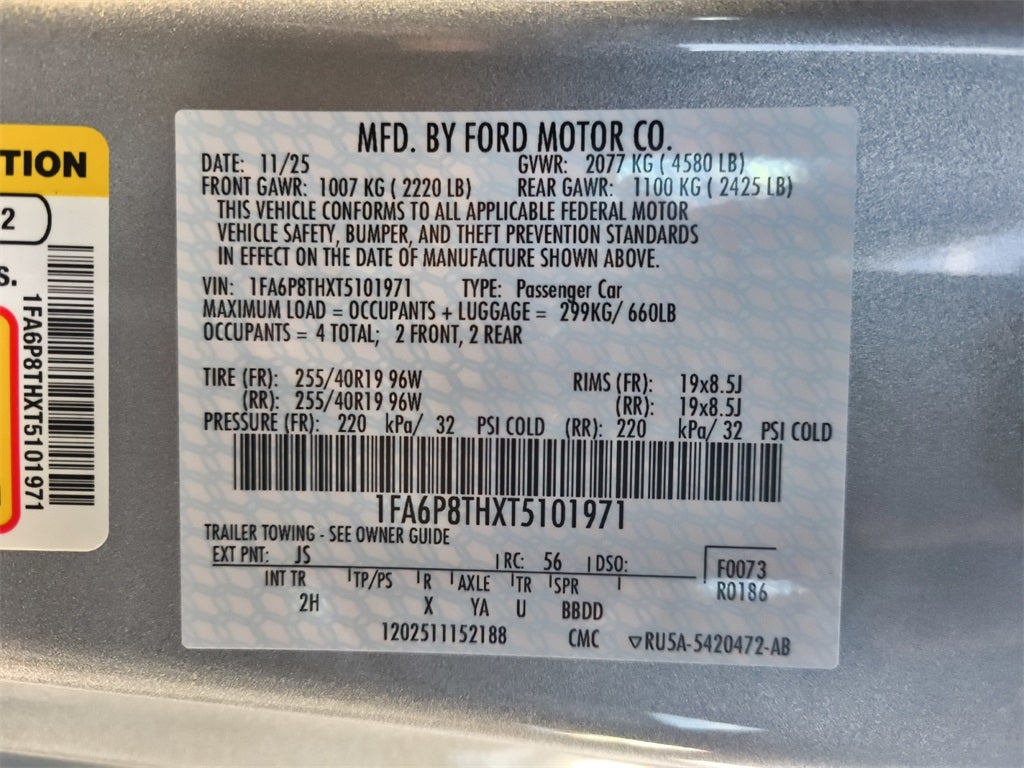 TION
2
S.
1FA6P8THXT5101971
MFD. BY FORD MOTOR CO.
DATE: 11/25 GVWR: 2077 KG ( 4580 LB)
FRONT GAWR: 1007 KG ( 2220 LB) REAR GAWR: 1100 KG ( 2425 LB)
THIS VEHICLE CONFORMS TO ALL APPLICABLE FEDERAL MOTOR
VEHICLE SAFETY, BUMPER, AND THEFT PREVENTION STANDARDS
IN EFFECT ON THE DATE OF MANUFACTURE SHOWN ABOVE.
VIN: 1FA6P8THXT5101971 TYPE: Passenger Car
MAXIMUM LOAD = OCCUPANTS + LUGGAGE = 299KG/ 660LB
OCCUPANTS = 4 TOTAL; 2 FRONT, 2 REAR
TIRE (FR): 255/40R19 96W RIMS (FR): 19x8.5J
(RR): 255/40R19 96W (RR): 19x8.5J
PRESSURE (FR): 220 kPa/ 32 PSI COLD (RR): 220 kPa/ 32 PSI COLD
1FA6P8THXT5101971
TRAILER TOWING - SEE OWNER GUIDE
EXT PNT: JS RC: 56 DSO: F0073
INT TR TP/PS R AXLE TR SPR R0186
2H X YA U BBDD
1202511152188 CMC ▽RU5A-5420472-AB